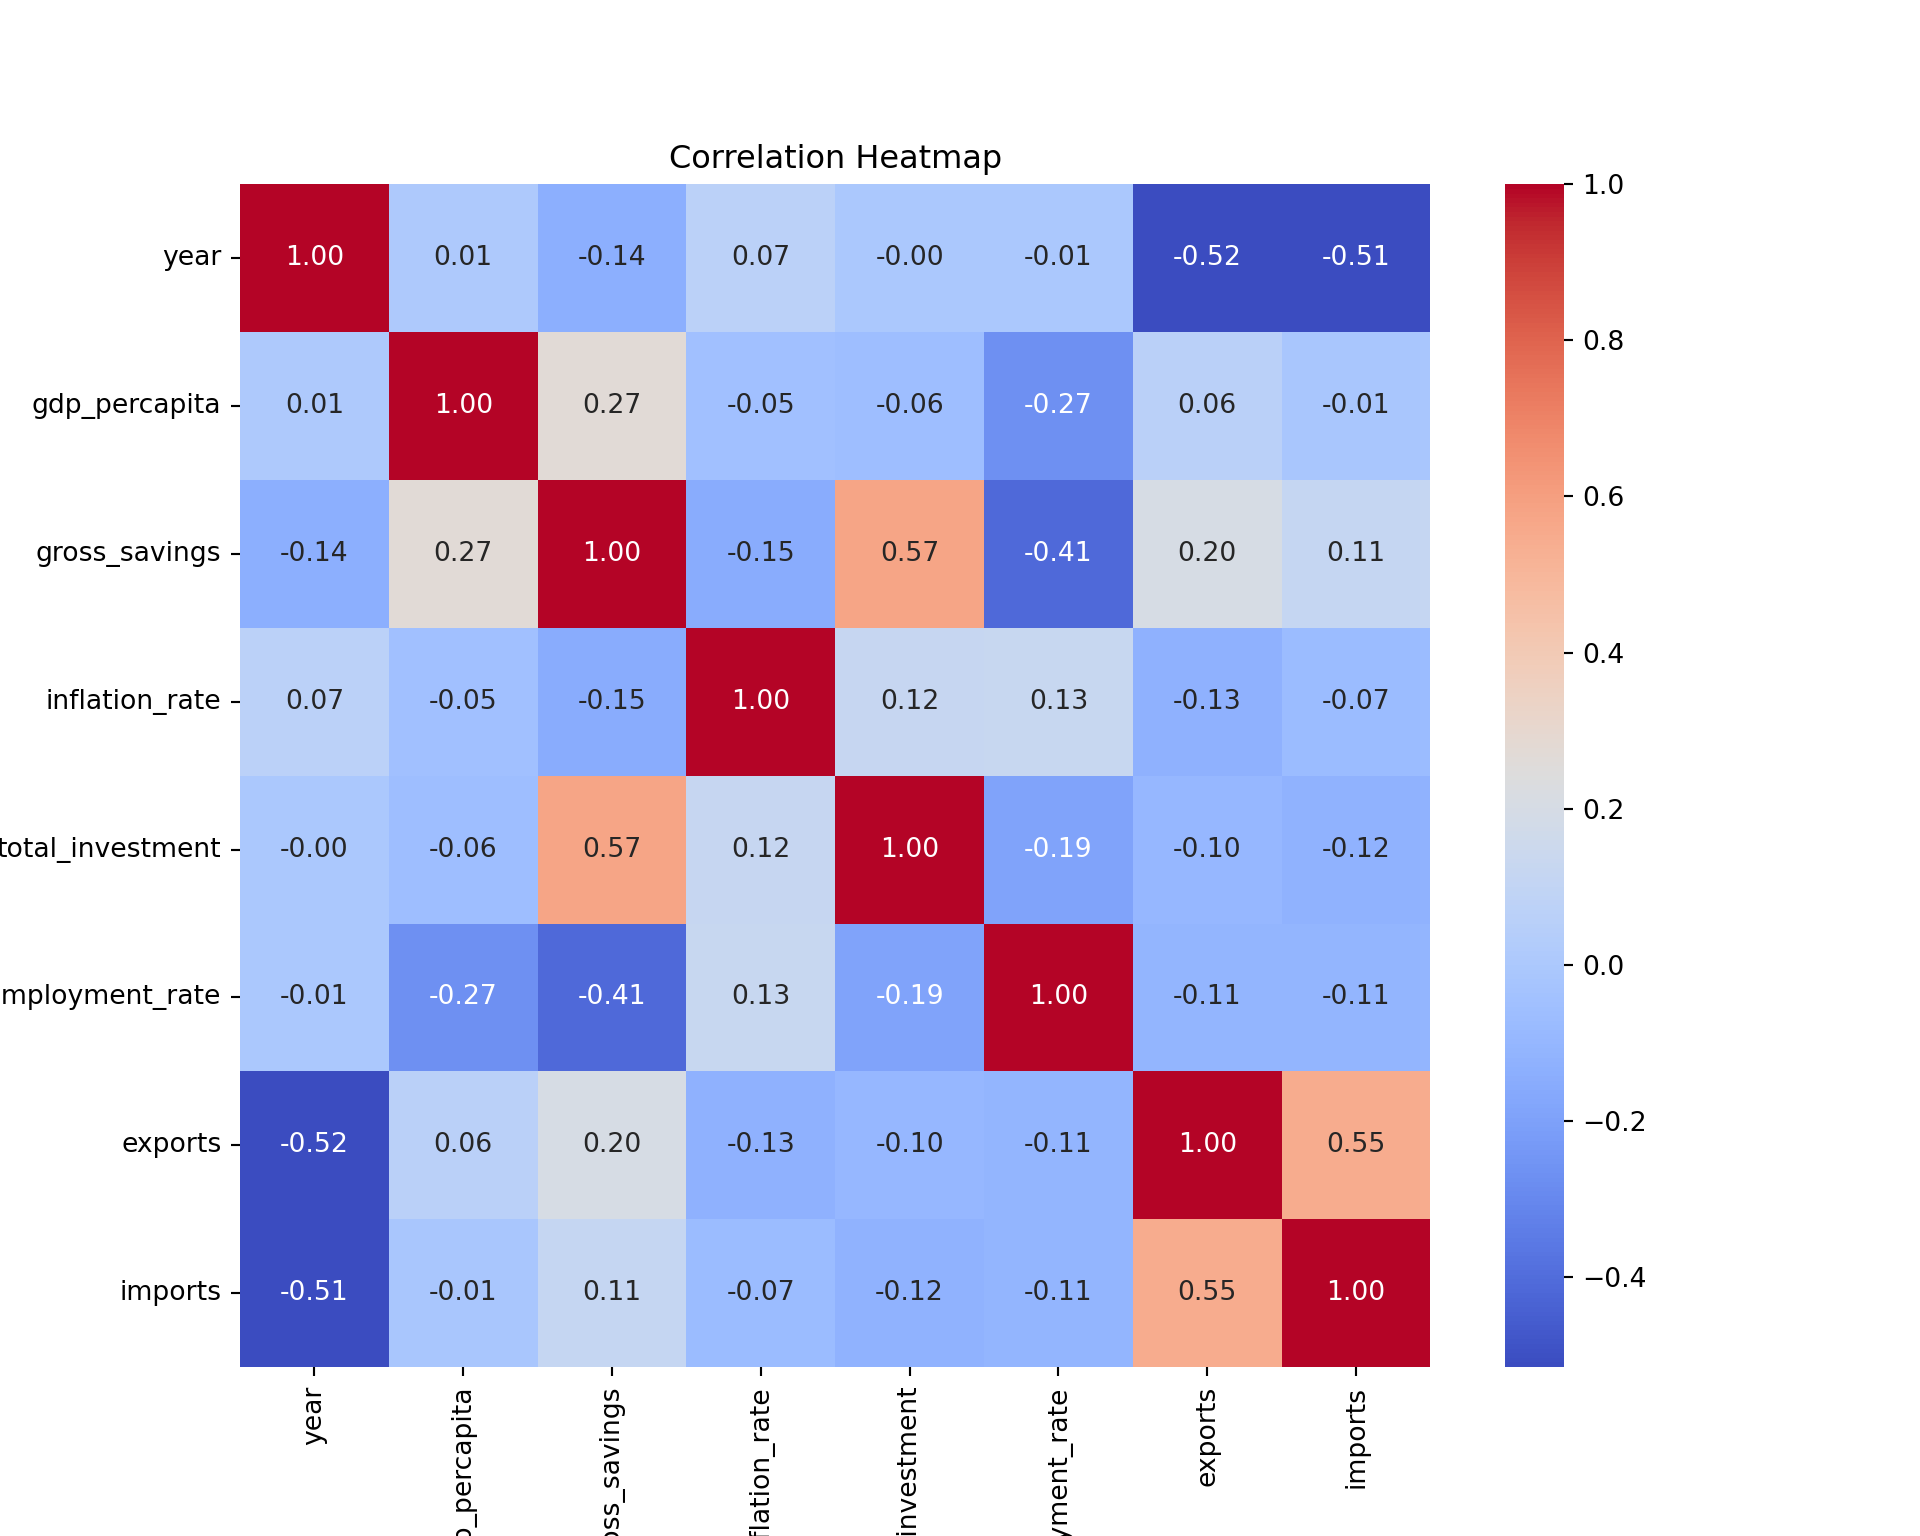 Correlation Heatmap
year 1.00 0.01 -0.14 0.07 -0.00 -0.01 -0.52 -0.51
gdp_percapita 0.01 1.00 0.27 -0.05 -0.06 -0.27 0.06 -0.01
gross_savings -0.14 0.27 1.00 -0.15 0.57 -0.41 0.20 0.11
inflation_rate 0.07 -0.05 -0.15 1.00 0.12 0.13 -0.13 -0.07
total_investment -0.00 -0.06 0.57 0.12 1.00 -0.19 -0.10 -0.12
mployment_rate -0.01 -0.27 -0.41 0.13 -0.19 1.00 -0.11 -0.11
exports -0.52 0.06 0.20 -0.13 -0.10 -0.11 1.00 0.55
imports -0.51 -0.01 0.11 -0.07 -0.12 -0.11 0.55 1.00
year
p_percapita
oss_savings
flation_rate
investment
yment_rate
exports
imports
1.0
0.8
0.6
0.4
0.2
0.0
−0.2
−0.4